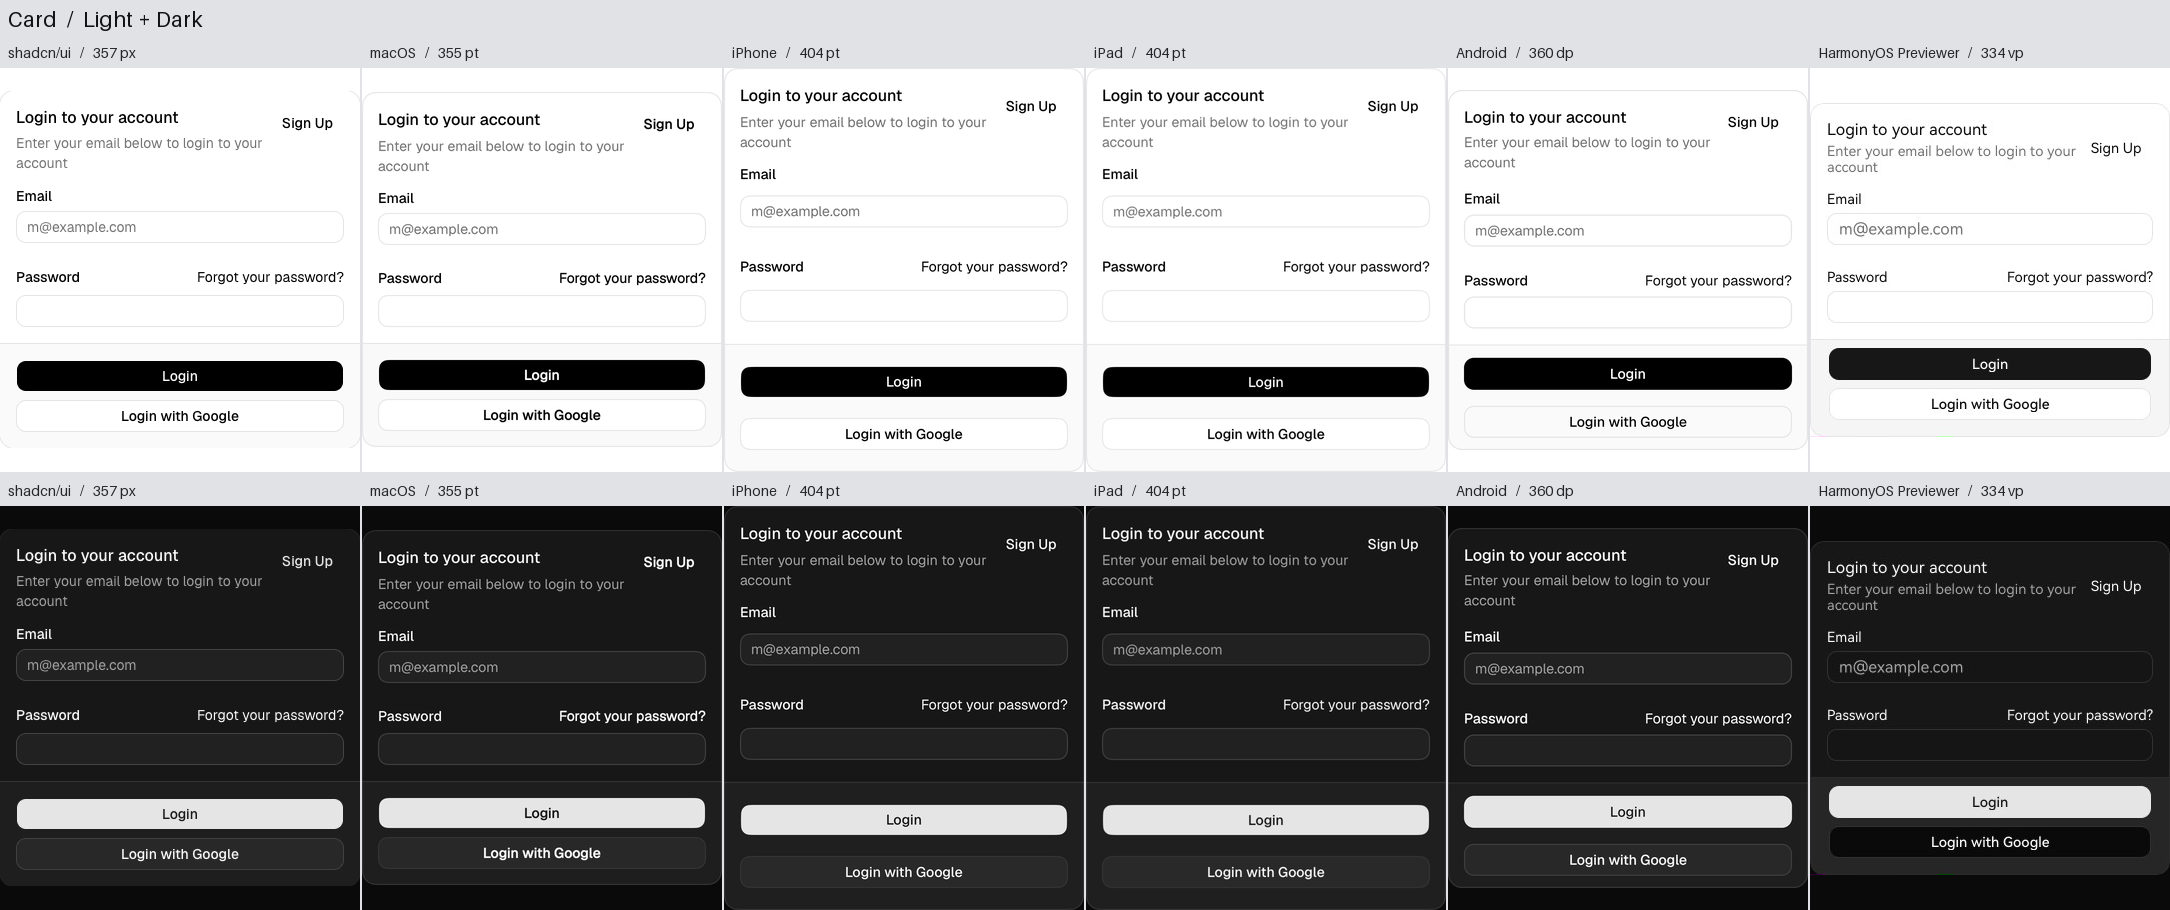 Card / Light + Dark
shadcn/ui / 357 px
Login to your account
Sign Up
Enter your email below to login to your
account
Email
m@example.com
Password
Forgot your password?
Login
Login with Google
macOS / 355 pt
Login to your account
Sign Up
Enter your email below to login to your
account
Email
m@example.com
Password
Forgot your password?
Login
Login with Google
iPhone / 404 pt
Login to your account
Sign Up
Enter your email below to login to your
account
Email
m@example.com
Password
Forgot your password?
Login
Login with Google
iPad / 404 pt
Login to your account
Sign Up
Enter your email below to login to your
account
Email
m@example.com
Password
Forgot your password?
Login
Login with Google
Android / 360 dp
Login to your account
Sign Up
Enter your email below to login to your
account
Email
m@example.com
Password
Forgot your password?
Login
Login with Google
HarmonyOS Previewer / 334 vp
Login to your account
Sign Up
Enter your email below to login to your
account
Email
m@example.com
Password
Forgot your password?
Login
Login with Google
shadcn/ui / 357 px
Login to your account
Sign Up
Enter your email below to login to your
account
Email
m@example.com
Password
Forgot your password?
Login
Login with Google
macOS / 355 pt
Login to your account
Sign Up
Enter your email below to login to your
account
Email
m@example.com
Password
Forgot your password?
Login
Login with Google
iPhone / 404 pt
Login to your account
Sign Up
Enter your email below to login to your
account
Email
m@example.com
Password
Forgot your password?
Login
Login with Google
iPad / 404 pt
Login to your account
Sign Up
Enter your email below to login to your
account
Email
m@example.com
Password
Forgot your password?
Login
Login with Google
Android / 360 dp
Login to your account
Sign Up
Enter your email below to login to your
account
Email
m@example.com
Password
Forgot your password?
Login
Login with Google
HarmonyOS Previewer / 334 vp
Login to your account
Sign Up
Enter your email below to login to your
account
Email
m@example.com
Password
Forgot your password?
Login
Login with Google